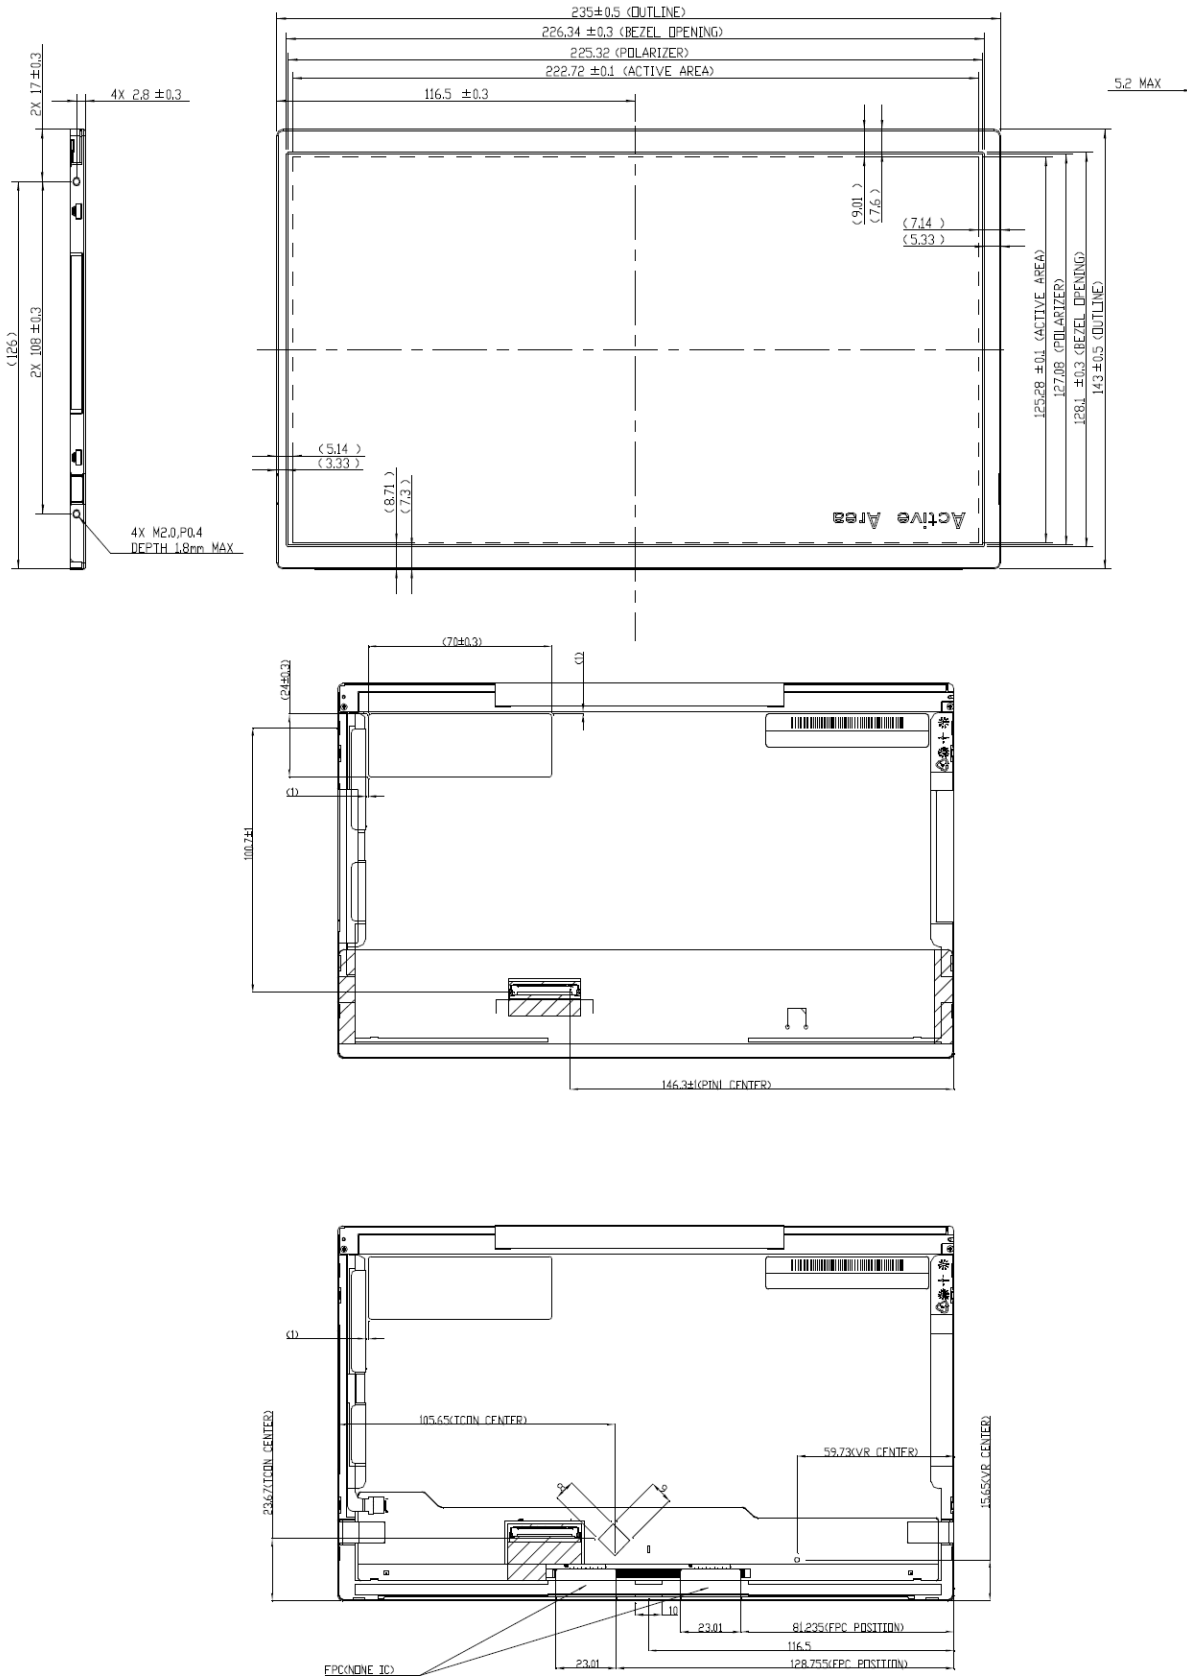 235±0.5 (OUTLINE)
226.34 ±0.3 (BEZEL OPENING)
225.32 (POLARIZER)
222.72 ±0.1 (ACTIVE AREA)
116.5 ±0.3
5.2 MAX
2X 17 ±0.3
4X 2.8 ±0.3
(126)
2X 108 ±0.3
4X M2.0,P0.4
DEPTH 1.8mm MAX
(9.01 )
(7.6 )
(7.14 )
(5.33 )
125.28 ±0.1 (ACTIVE AREA)
127.08 (POLARIZER)
128.1 ±0.3 (BEZEL OPENING)
143 ±0.5 (OUTLINE)
(5.14 )
(3.33 )
(8.71 )
(7.3 )
Active Area
(70±0.3)
(1)
(24±0.3)
(1)
100.7±1
146.3±1(PIN1 CENTER)
(1)
105.65(TCON CENTER)
23.67(TCON CENTER)
59.73(VR CENTER)
15.65(VR CENTER)
10
23.01
81.235(FPC POSITION)
116.5
23.01
128.755(FPC POSITION)
FPC(NONE IC)